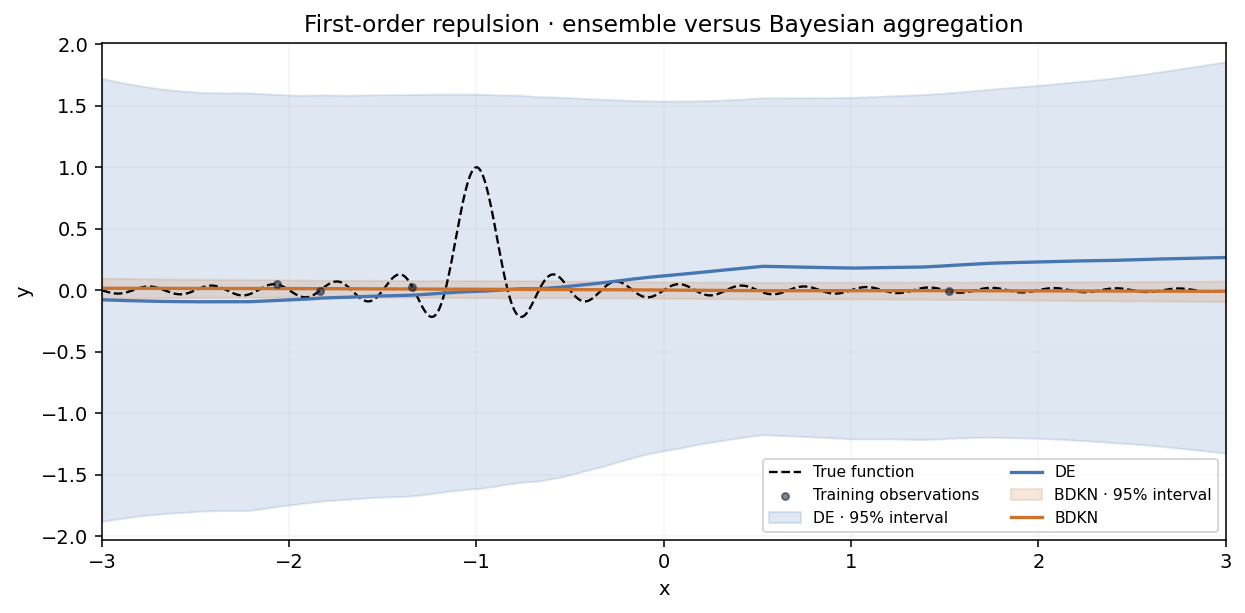 First-order repulsion · ensemble versus Bayesian aggregation
2.0
1.5
1.0
0.5
0.0
−0.5
−1.0
−1.5
−2.0
y
−3
−2
−1
0
1
2
3
x
True function
Training observations
DE · 95% interval
DE
BDKN · 95% interval
BDKN